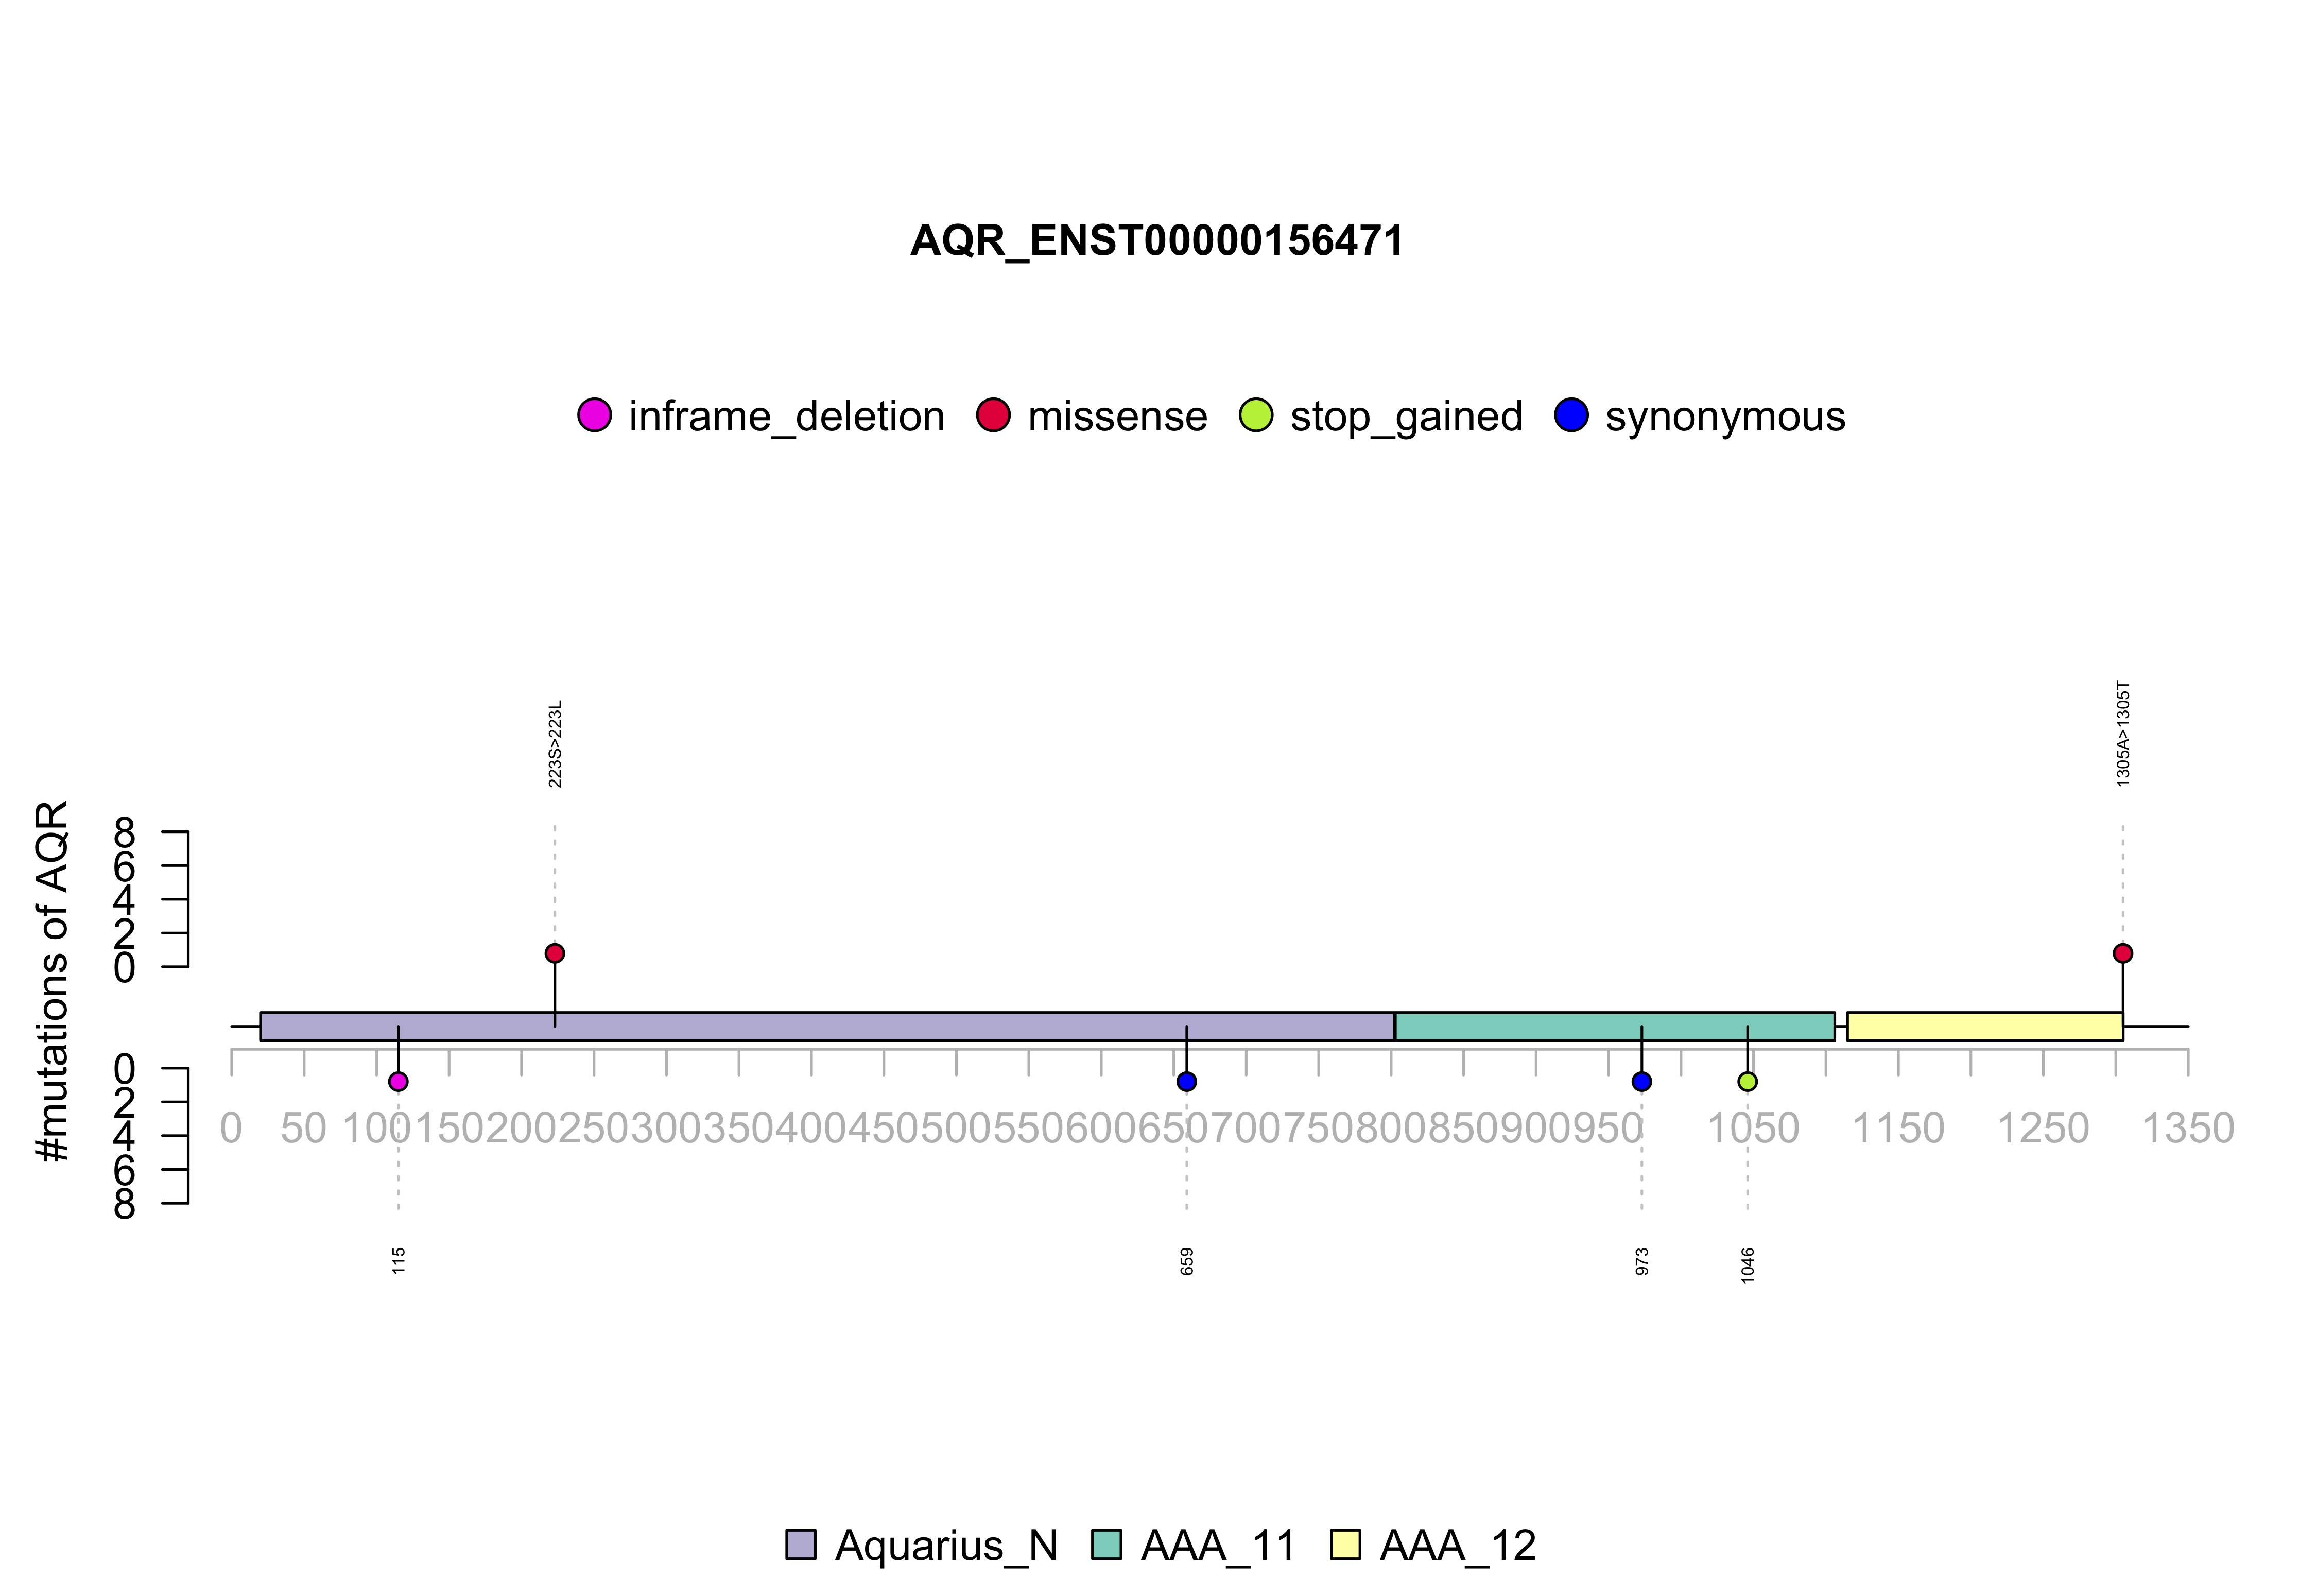 AQR_ENST00000156471
inframe_deletion missense stop_gained synonymous
223S>223L
1305A>1305T
#mutations of AQR
8
6
4
2
0
0
2
4
6
8
0 50 100 150 200 250 300 350 400 450 500 550 600 650 700 750 800 850 900 950 1050 1150 1250 1350
115
659
973
1046
Aquarius_N AAA_11 AAA_12